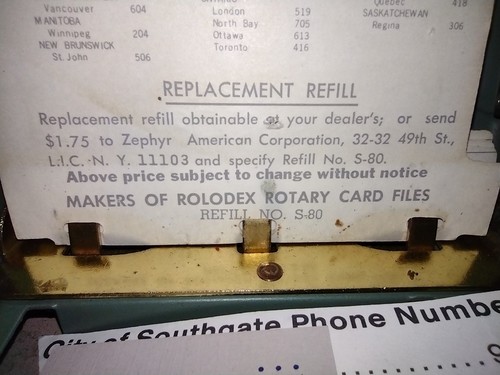 Vancouver 604
MANITOBA
Winnipeg 204
NEW BRUNSWICK
St. John 506
London 519
North Bay 705
Ottawa 613
Toronto 416
Quebec 418
SASKATCHEWAN
Regina 306
REPLACEMENT REFILL
Replacement refill obtainable at your dealer's; or send
$1.75 to Zephyr American Corporation, 32-32 49th St.,
L.I.C. N. Y. 11103 and specify Refill No. S-80.
Above price subject to change without notice
MAKERS OF ROLODEX ROTARY CARD FILES
REFILL NO. S-80
City of Southgate Phone Numbe